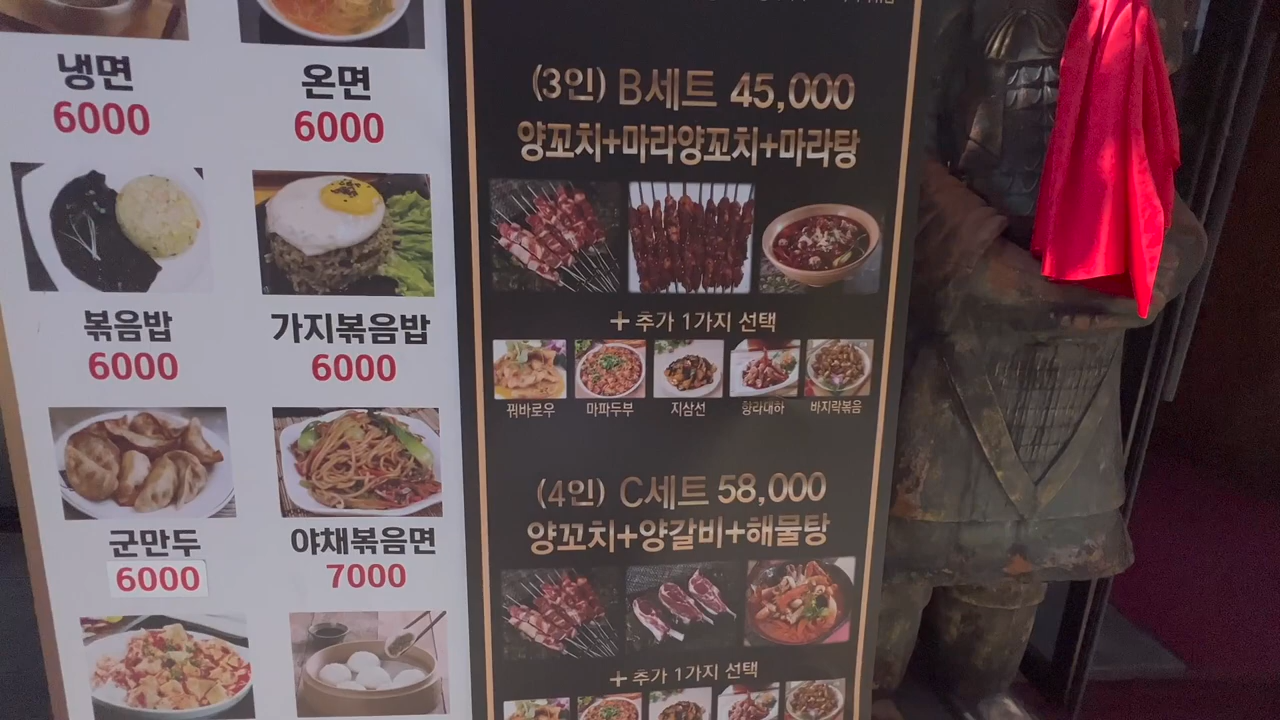 냉면
6000
온면
6000
볶음밥
6000
가지볶음밥
6000
군만두
6000
야채볶음면
7000
(3인) B세트 45,000
양꼬치+마라양꼬치+마라탕
+ 추가 1가지 선택
꿔바로우
마파두부
지삼선
향라대하
바지락볶음
(4인) C세트 58,000
양꼬치+양갈비+해물탕
+ 추가 1가지 선택